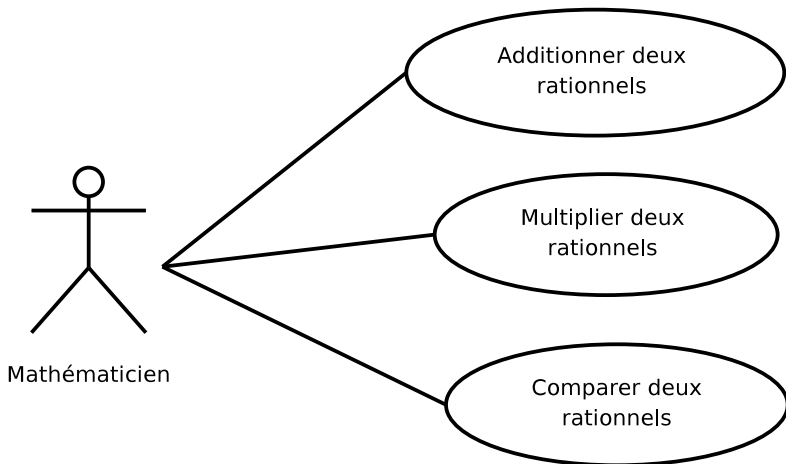 Additionner deux
rationnels
Multiplier deux
rationnels
Mathématicien
Comparer deux
rationnels